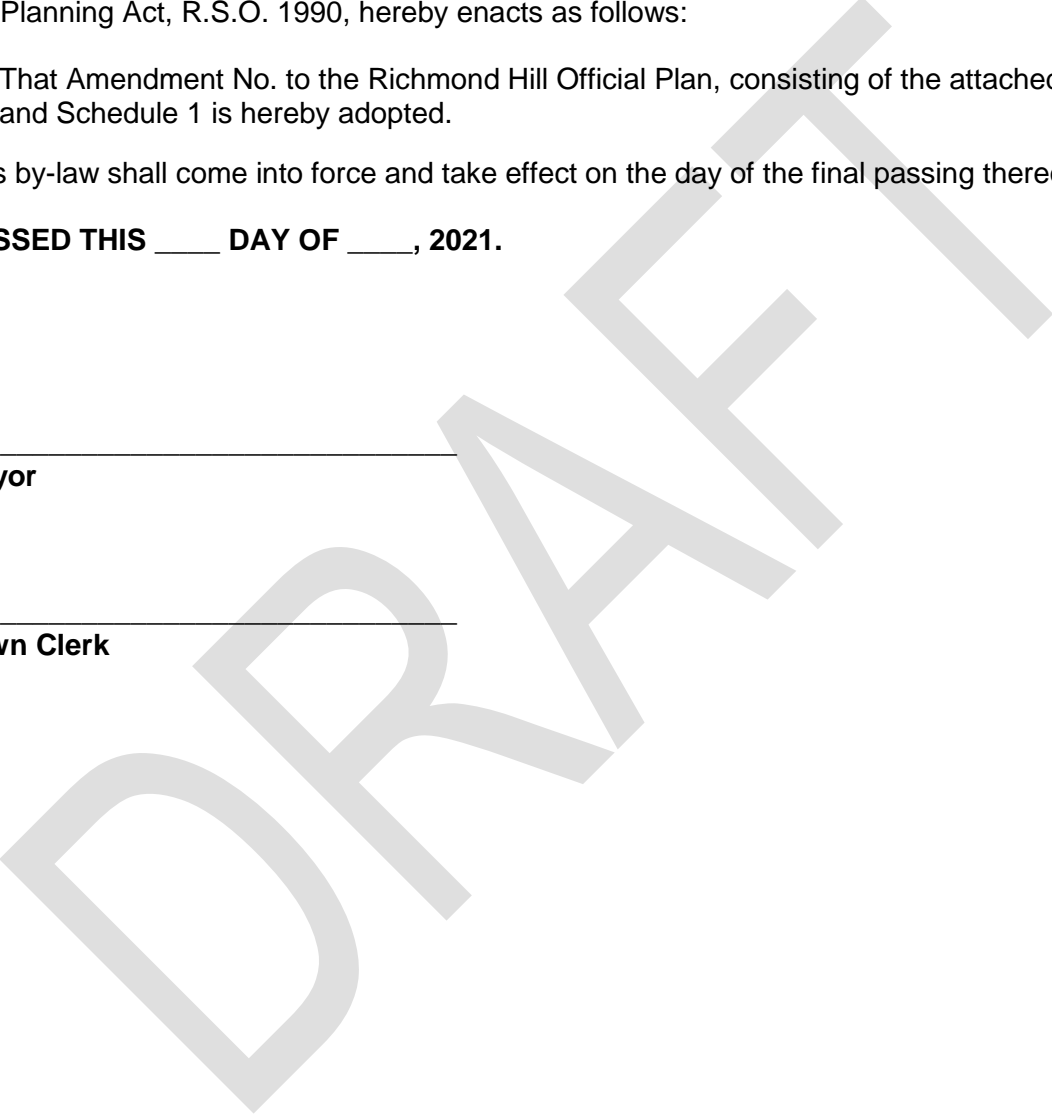 Planning Act, R.S.O. 1990, hereby enacts as follows:
That Amendment No. to the Richmond Hill Official Plan, consisting of the attached
and Schedule 1 is hereby adopted.
s by-law shall come into force and take effect on the day of the final passing there
SSED THIS ____ DAY OF ____, 2021.
yor
wn Clerk
DRAFT